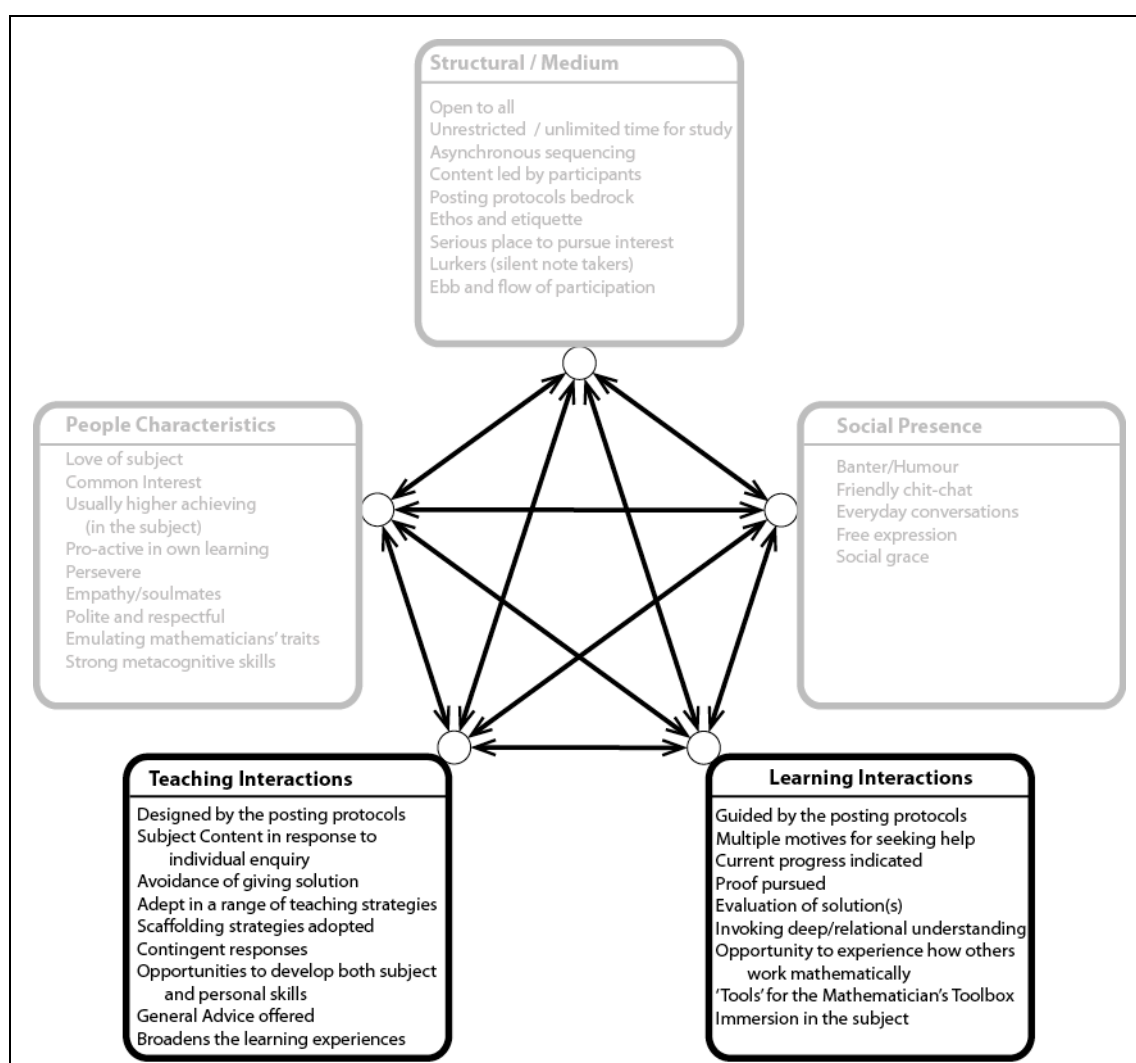 Structural / Medium
Open to all
Unrestricted / unlimited time for study
Asynchronous sequencing
Content led by participants
Posting protocols bedrock
Ethos and etiquette
Serious place to pursue interest
Lurkers (silent note takers)
Ebb and flow of participation
People Characteristics
Love of subject
Common Interest
Usually higher achieving
(in the subject)
Pro-active in own learning
Persevere
Empathy/soulmates
Polite and respectful
Emulating mathematicians' traits
Strong metacognitive skills
Social Presence
Banter/Humour
Friendly chit-chat
Everyday conversations
Free expression
Social grace
Teaching Interactions
Designed by the posting protocols
Subject Content in response to
individual enquiry
Avoidance of giving solution
Adept in a range of teaching strategies
Scaffolding strategies adopted
Contingent responses
Opportunities to develop both subject
and personal skills
General Advice offered
Broadens the learning experiences
Learning Interactions
Guided by the posting protocols
Multiple motives for seeking help
Current progress indicated
Proof pursued
Evaluation of solution(s)
Invoking deep/relational understanding
Opportunity to experience how others
work mathematically
'Tools' for the Mathematician's Toolbox
Immersion in the subject